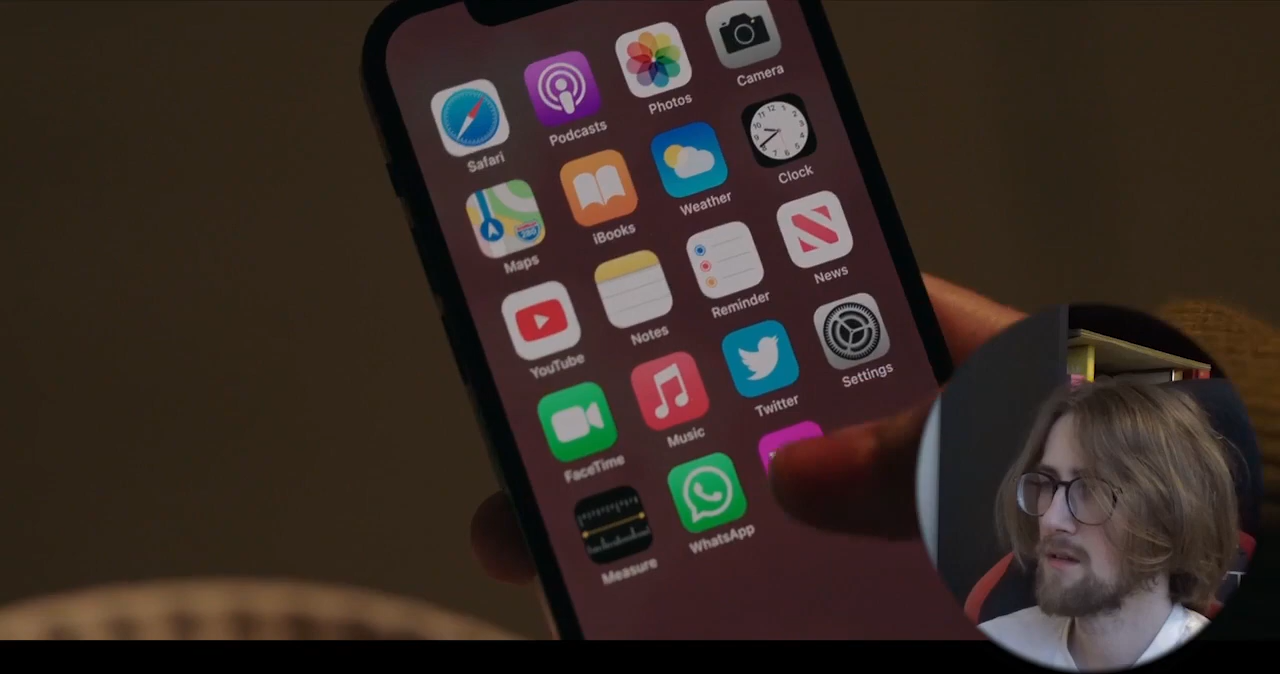 Safari
Podcasts
Photos
Camera
Maps
iBooks
Weather
Clock
YouTube
Notes
Reminder
News
FaceTime
Music
Twitter
Settings
Measure
WhatsApp